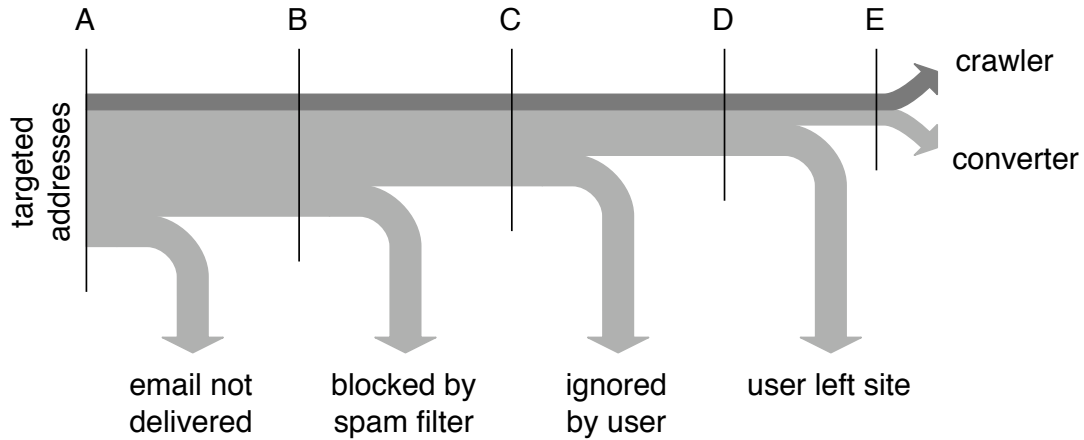 A
B
C
D
E
crawler
converter
targeted
addresses
email not
delivered
blocked by
spam filter
ignored
by user
user left site